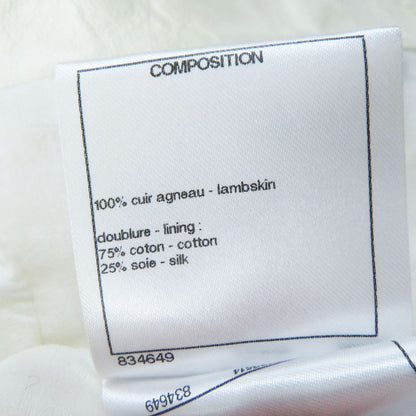 COMPOSITION
100% cuir agneau - lambskin
doublure - lining :
75% coton - cotton
25% soie - silk
834649
834649